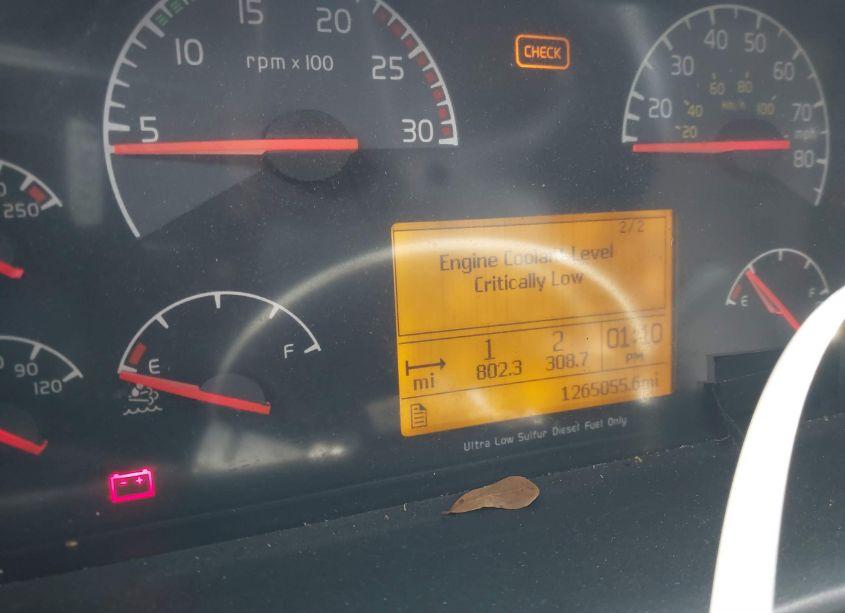 15
20
10
rpm x 100
25
5
30
CHECK
40 50
30
60
60 80
20
40
km/h
100
70
20
mph
80
250
2/2
Engine Coolant Level
Critically Low
1 2 01:10
mi 802.3 308.7 PM
1265055.6mi
Ultra Low Sulfur Diesel Fuel Only
E
F
E
F
90
120
- +